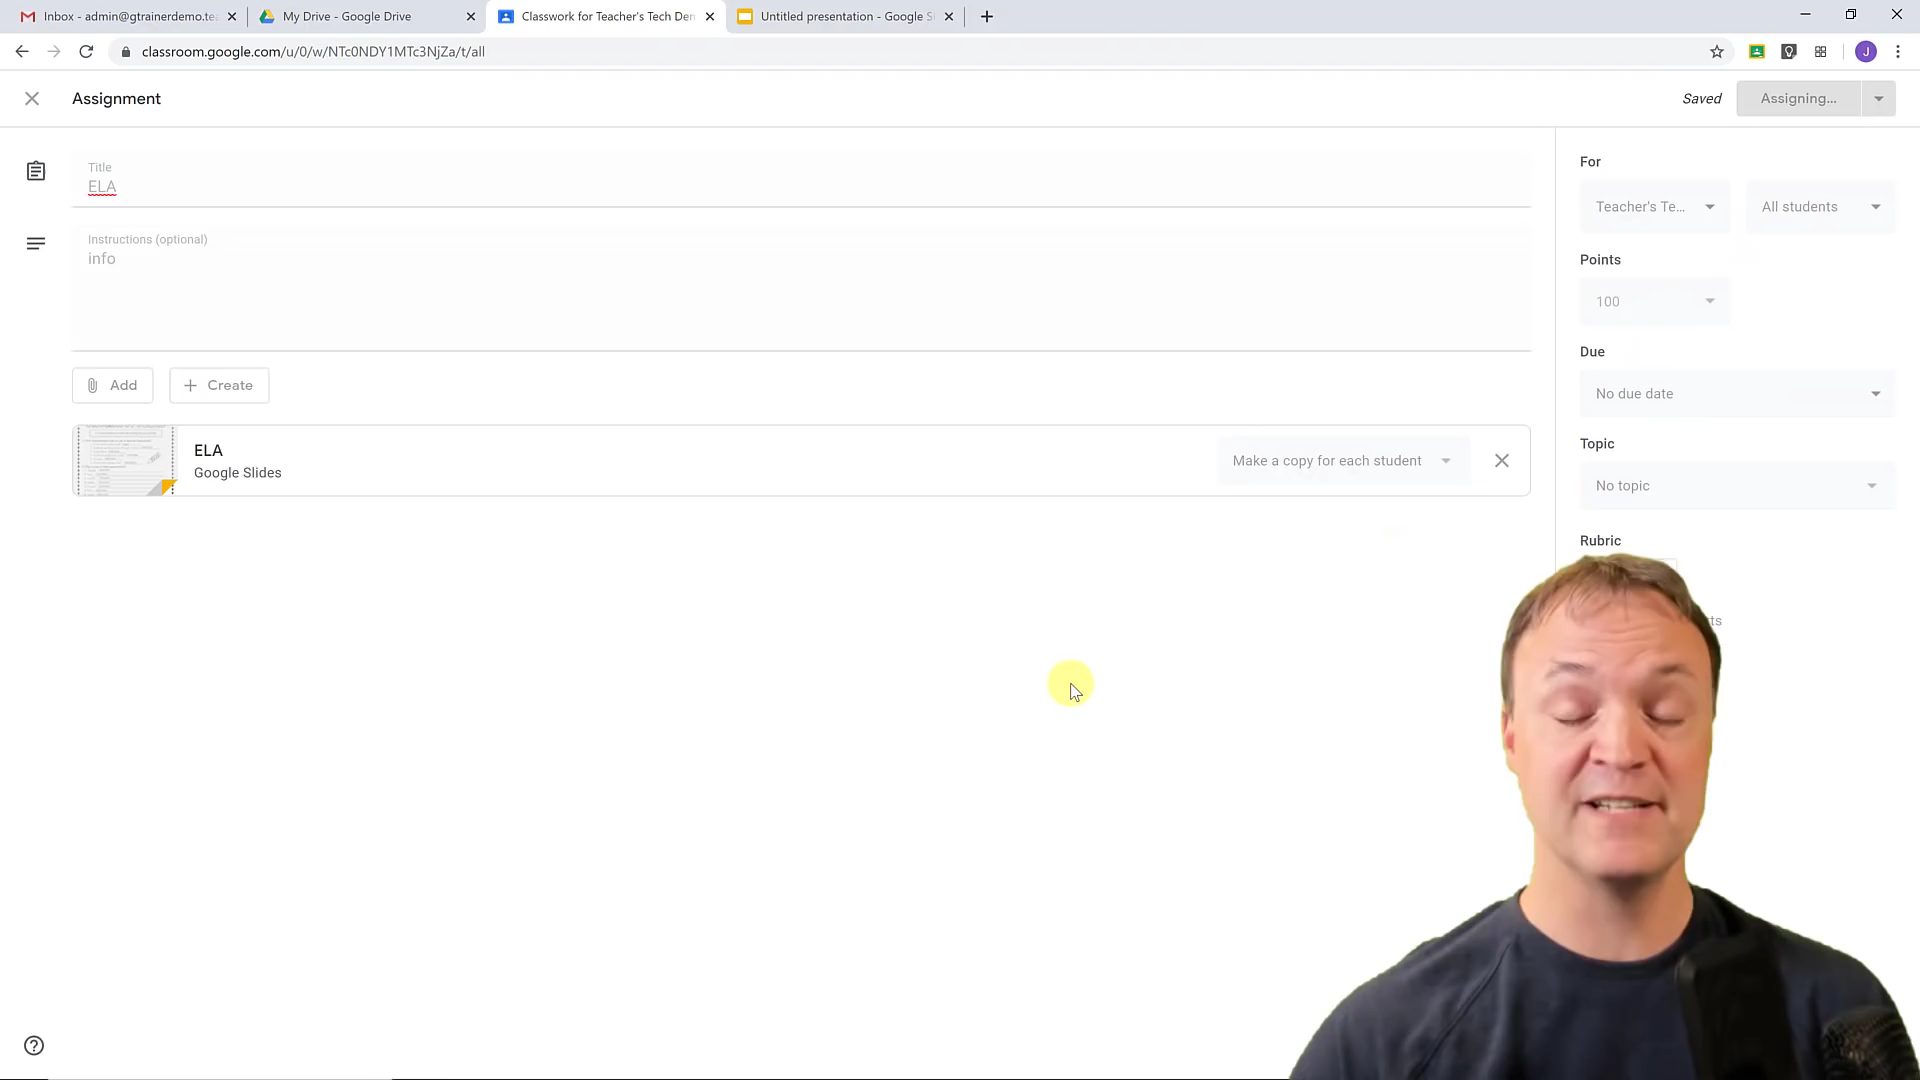 Inbox - admin@gtrainerdemo.te
My Drive - Google Drive
Classwork for Teacher's Tech Dem
Untitled presentation - Google S
classroom.google.com/u/0/w/NTc0NDY1MTc3NjZa/t/all
J
Assignment
Saved
Assigning...
Title
ELA
Instructions (optional)
info
Add
Create
ELA
Google Slides
Make a copy for each student
For
Teacher's Te...
All students
Points
100
Due
No due date
Topic
No topic
Rubric